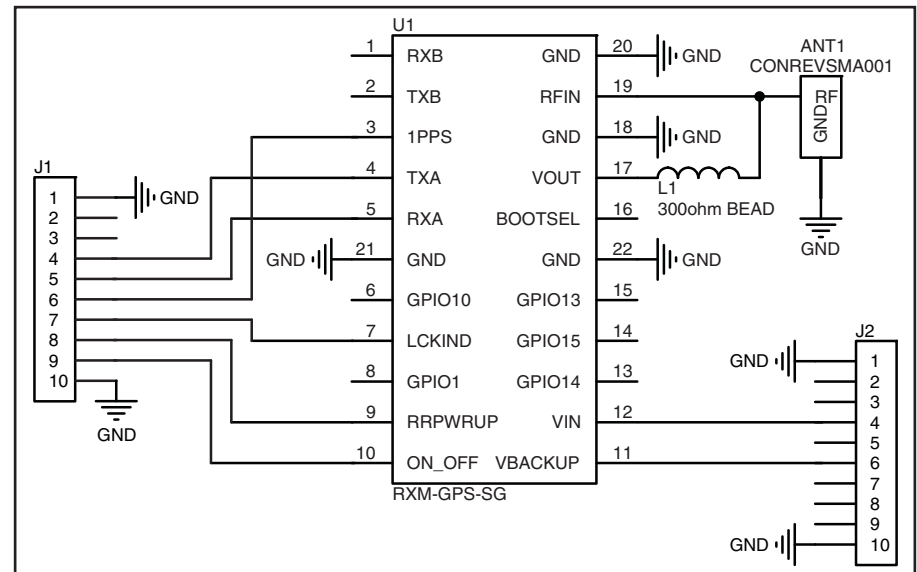 U1
1 RXB GND 20 GND
2 TXB RFIN 19
3 1PPS GND 18 GND
4 TXA VOUT 17
5 RXA BOOTSEL 16
GND 21 GND GND 22 GND
6 GPIO10 GPIO13 15
7 LCKIND GPIO15 14
8 GPIO1 GPIO14 13
9 RRPWRUP VIN 12
10 ON_OFF VBACKUP 11
RXM-GPS-SG
ANT1
CONREVSMA001
RF
GND
GND
L1
300ohm BEAD
J1
1 GND
2
3
4
5
6
7
8
9
10
GND
J2
GND 1
2
3
4
5
6
7
8
9
GND 10